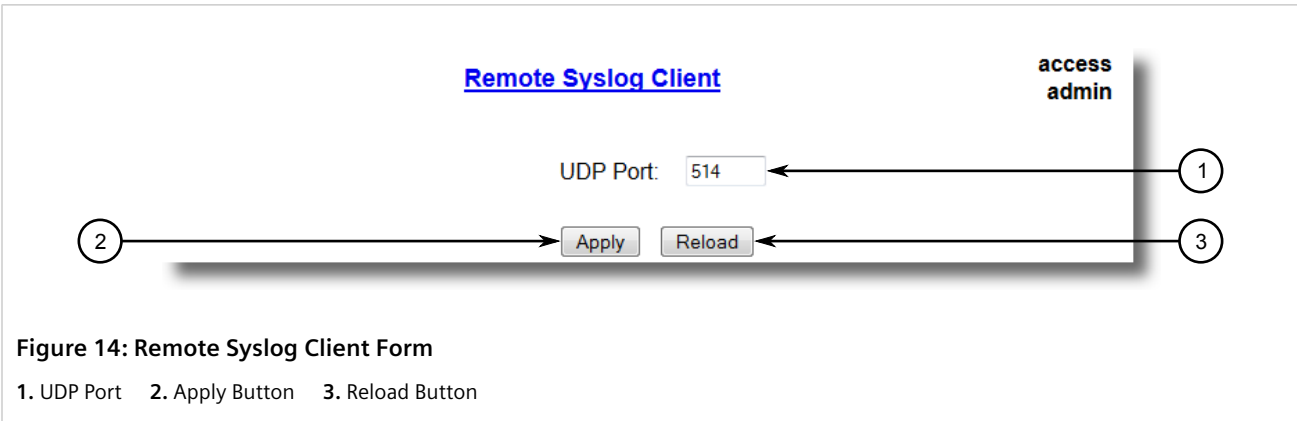 Remote Syslog Client
access
admin
UDP Port: 514
1
2
Apply Reload
3
Figure 14: Remote Syslog Client Form
1. UDP Port 2. Apply Button 3. Reload Button